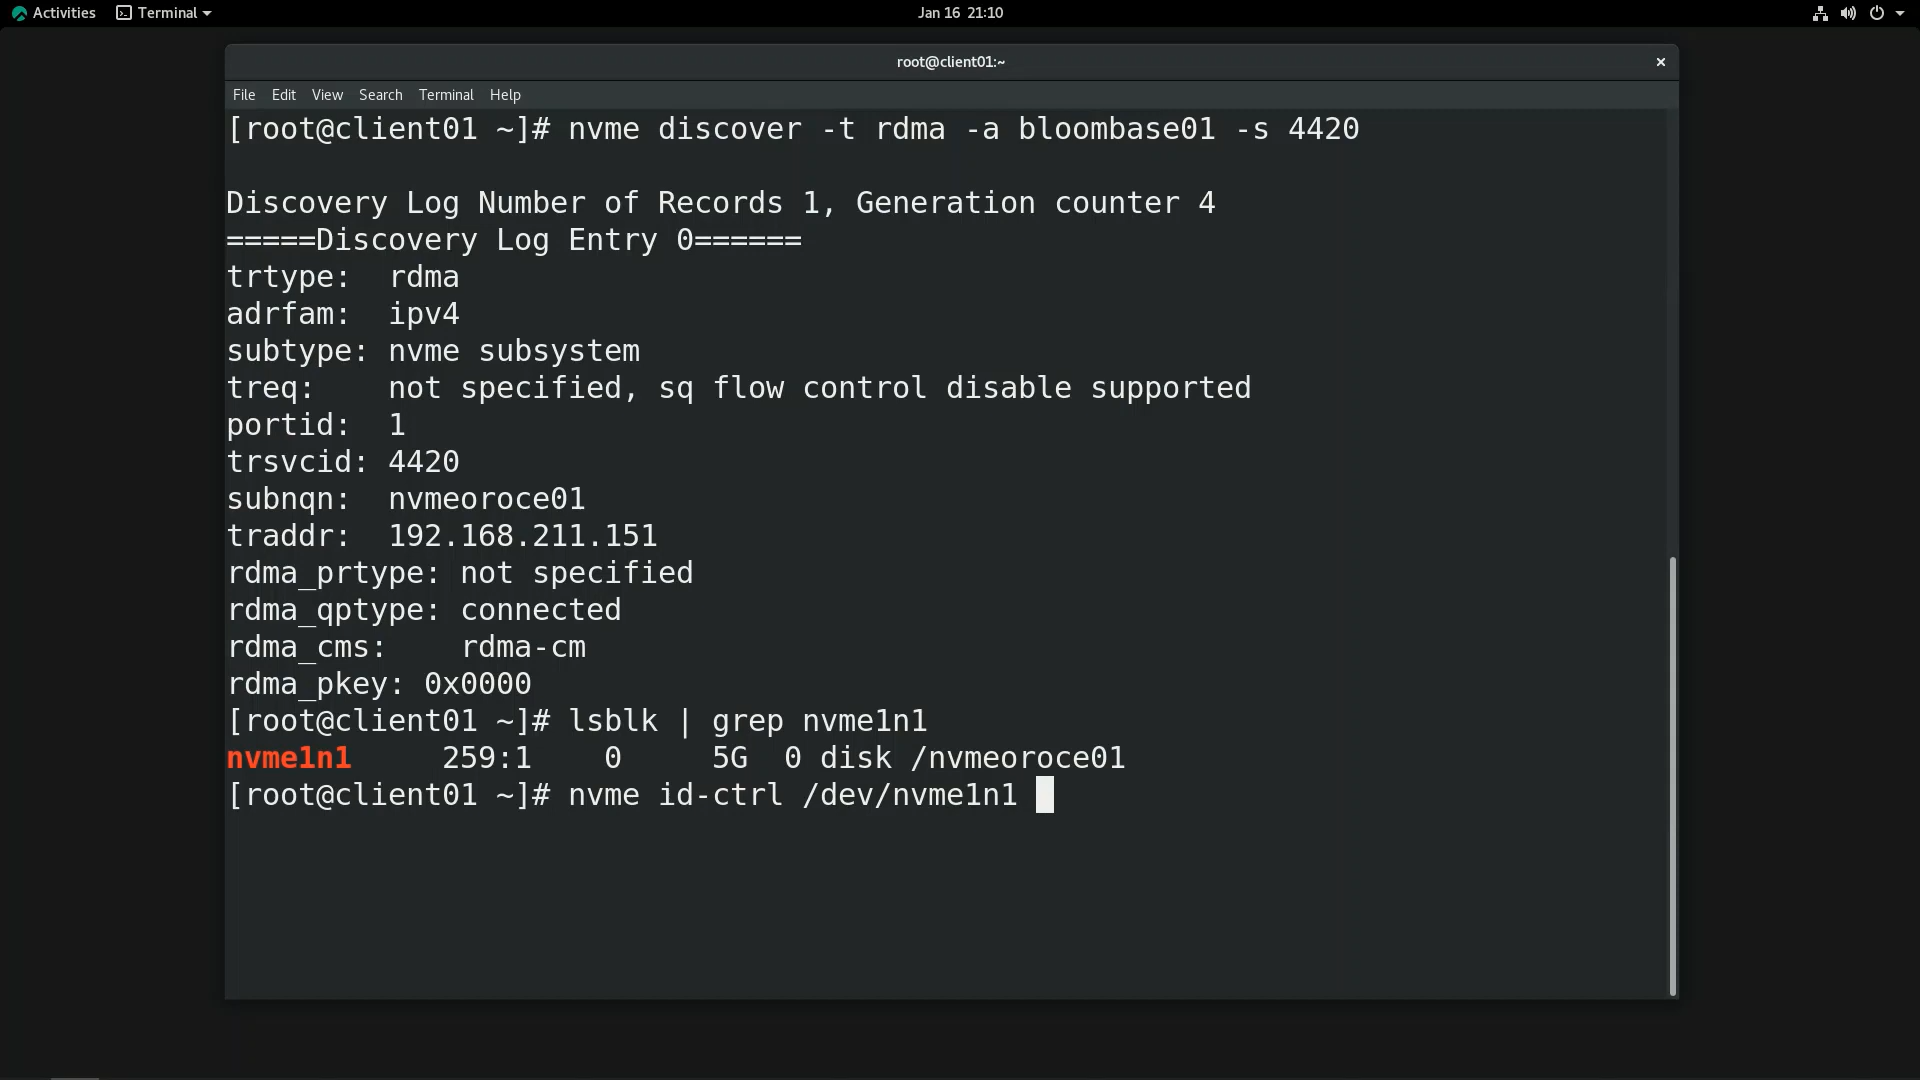 Activities Terminal Jan 16 21:10
root@client01:~ ×
File Edit View Search Terminal Help
[root@client01 ~]# nvme discover -t rdma -a bloombase01 -s 4420
Discovery Log Number of Records 1, Generation counter 4
=====Discovery Log Entry 0======
trtype:  rdma
adrfam:  ipv4
subtype: nvme subsystem
treq:    not specified, sq flow control disable supported
portid:  1
trsvcid: 4420
subnqn:  nvmeoroce01
traddr:  192.168.211.151
rdma_prtype: not specified
rdma_qptype: connected
rdma_cms:    rdma-cm
rdma_pkey: 0x0000
[root@client01 ~]# lsblk | grep nvme1n1
nvme1n1     259:1    0     5G  0 disk /nvmeoroce01
[root@client01 ~]# nvme id-ctrl /dev/nvme1n1